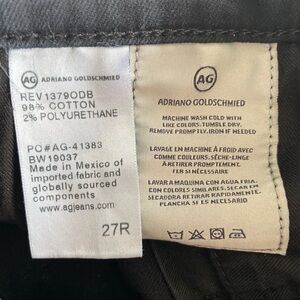 AG ADRIANO GOLDSCHMIED
REV1379ODB
98% COTTON
2% POLYURETHANE
PO#AG-41383
BW19037
Made in Mexico of
imported fabric and
globally sourced
components
www.agjeans.com
27R
AG
ADRIANO GOLDSCHMIED
MACHINE WASH COLD WITH
LIKE COLORS. TUMBLE DRY.
REMOVE PROMPTLY. IRON IF NEEDED
LAVAGE EN MACHINE À FROID AVEC
COMME COULEURS. SÈCHE-LINGE
À RETIRER PROMPTEMENT.
FER SI NÉCESSAIRE
LAVAR A MAQUINA CON AGUA FRIA.
CON COLORES SIMILARES. SECAR EN
SECADORA RETIRAR RAPIDAMENTE.
PLANCHA SI ES NECESARIO